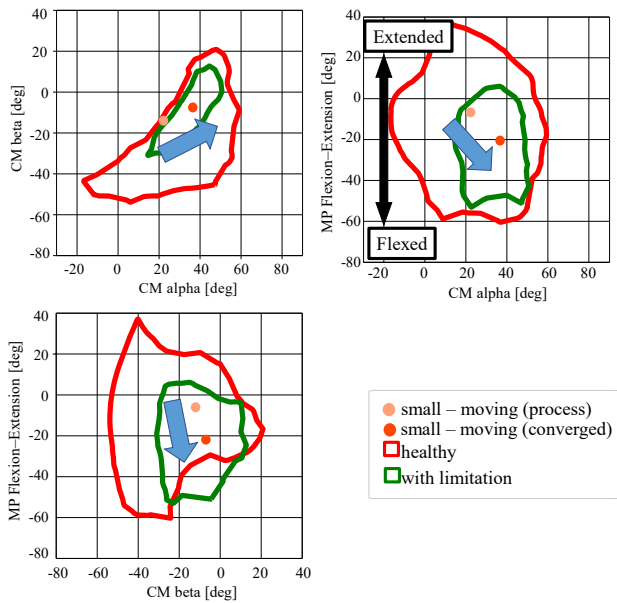 40
20
0
-20
-40
-60
-80
CM beta [deg]
-20 0 20 40 60 80
CM alpha [deg]
40
20
0
-20
-40
-60
80
MP Flexion–Extension [deg]
Extended
Flexed
-20 0 20 40 60 80
CM alpha [deg]
40
20
0
-20
-40
-60
80
MP Flexion–Extension [deg]
-80 -60 -40 -20 0 20 40
CM beta [deg]
small – moving (process)
small – moving (converged)
healthy
with limitation